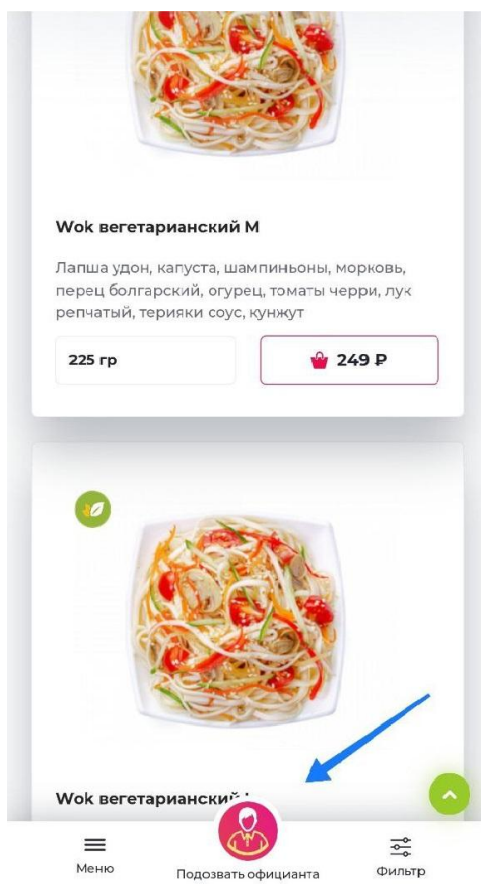 Wok вегетарианский М
Лапша удон, капуста, шампиньоны, морковь,
перец болгарский, огурец, томаты черри, лук
репчатый, терияки соус, кунжут
225 гр
249 ₽
Wok вегетарианский
Меню
Подозвать официанта
Фильтр